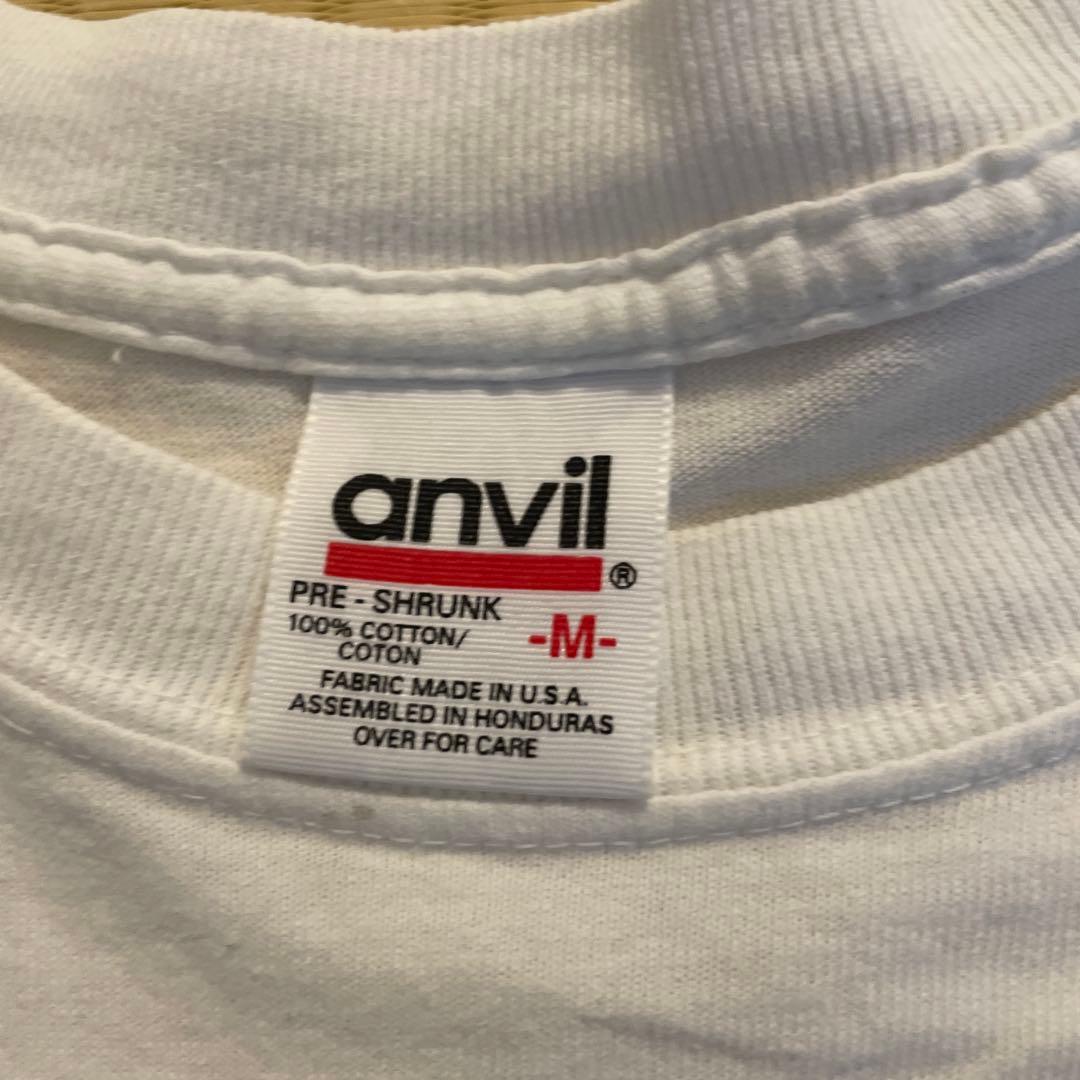 anvil®
PRE - SHRUNK
100% COTTON/
COTON
-M-
FABRIC MADE IN U.S.A.
ASSEMBLED IN HONDURAS
OVER FOR CARE